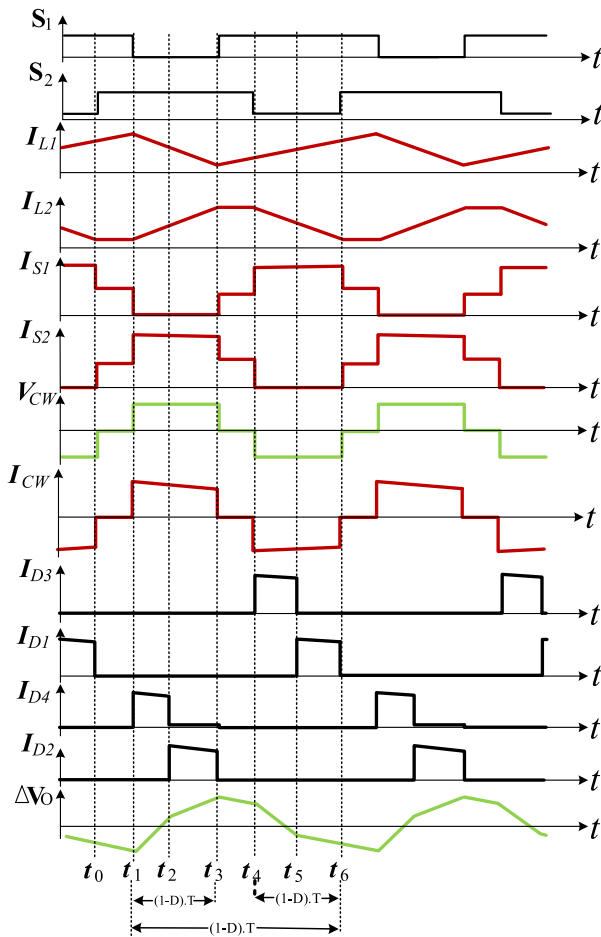 S1
t
S2
t
IL1
t
IL2
t
IS1
t
IS2
t
VCW
t
ICW
t
ID3
t
ID1
t
ID4
t
ID2
t
ΔVO
t
t0 t1 t2 t3 t4 t5 t6
(1-D).T (1-D).T
(1-D).T